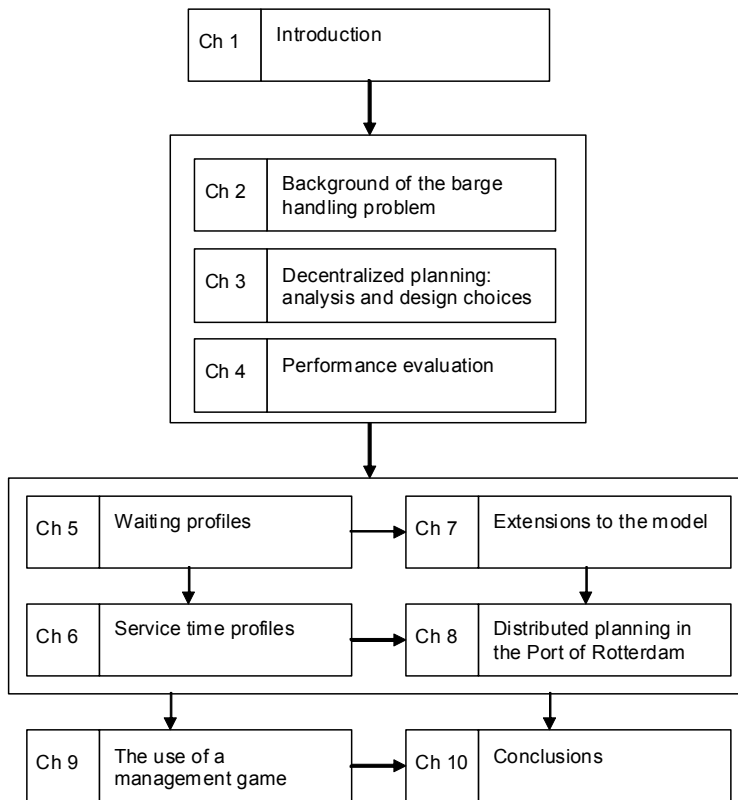 Ch 1
Introduction
Ch 2
Background of the barge
handling problem
Ch 3
Decentralized planning:
analysis and design choices
Ch 4
Performance evaluation
Ch 5
Waiting profiles
Ch 7
Extensions to the model
Ch 6
Service time profiles
Ch 8
Distributed planning in
the Port of Rotterdam
Ch 9
The use of a
management game
Ch 10
Conclusions